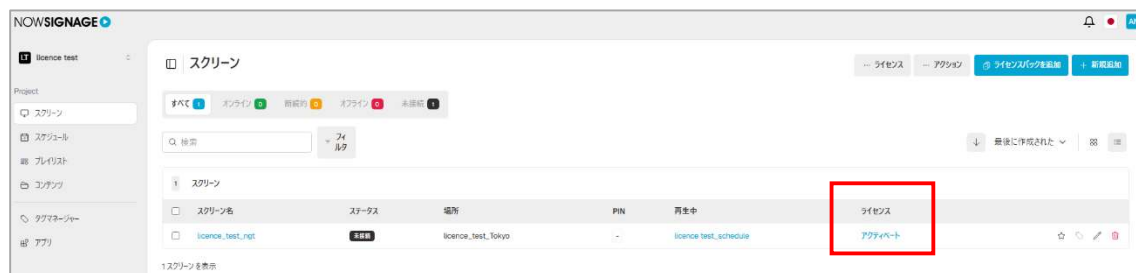 NOWSIGNAGE
LT licence test
AN
スクリーン
… ライセンス
… アクション
ライセンスパックを追加
+ 新規追加
Project
スクリーン
スケジュール
プレイリスト
コンテンツ
タグマネージャー
アプリ
すべて 1
オンライン 0
断続的 0
オフライン 0
未接続 1
検索
フィ
ルタ
最後に作成された
1 スクリーン
スクリーン名 ステータス 場所 PIN 再生中 ライセンス
licence_test_ngt 未接続 licence_test_Tokyo - licence test_schedule アクティベート
1スクリーンを表示